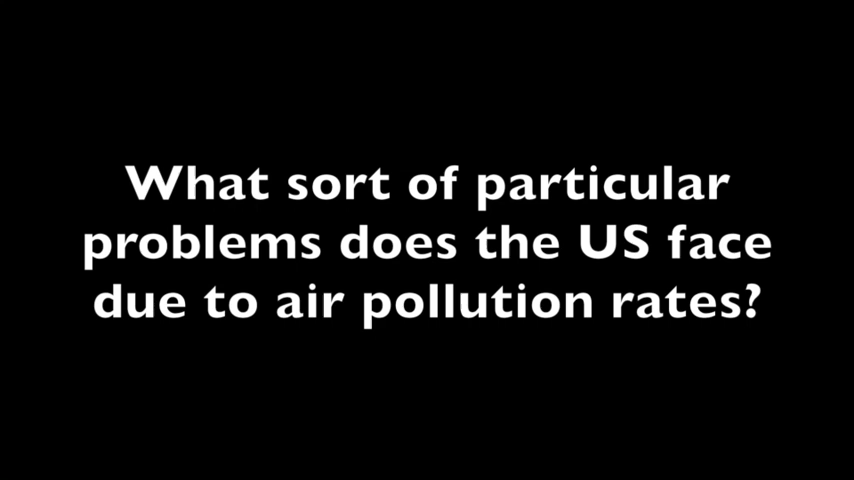 What sort of particular
problems does the US face
due to air pollution rates?